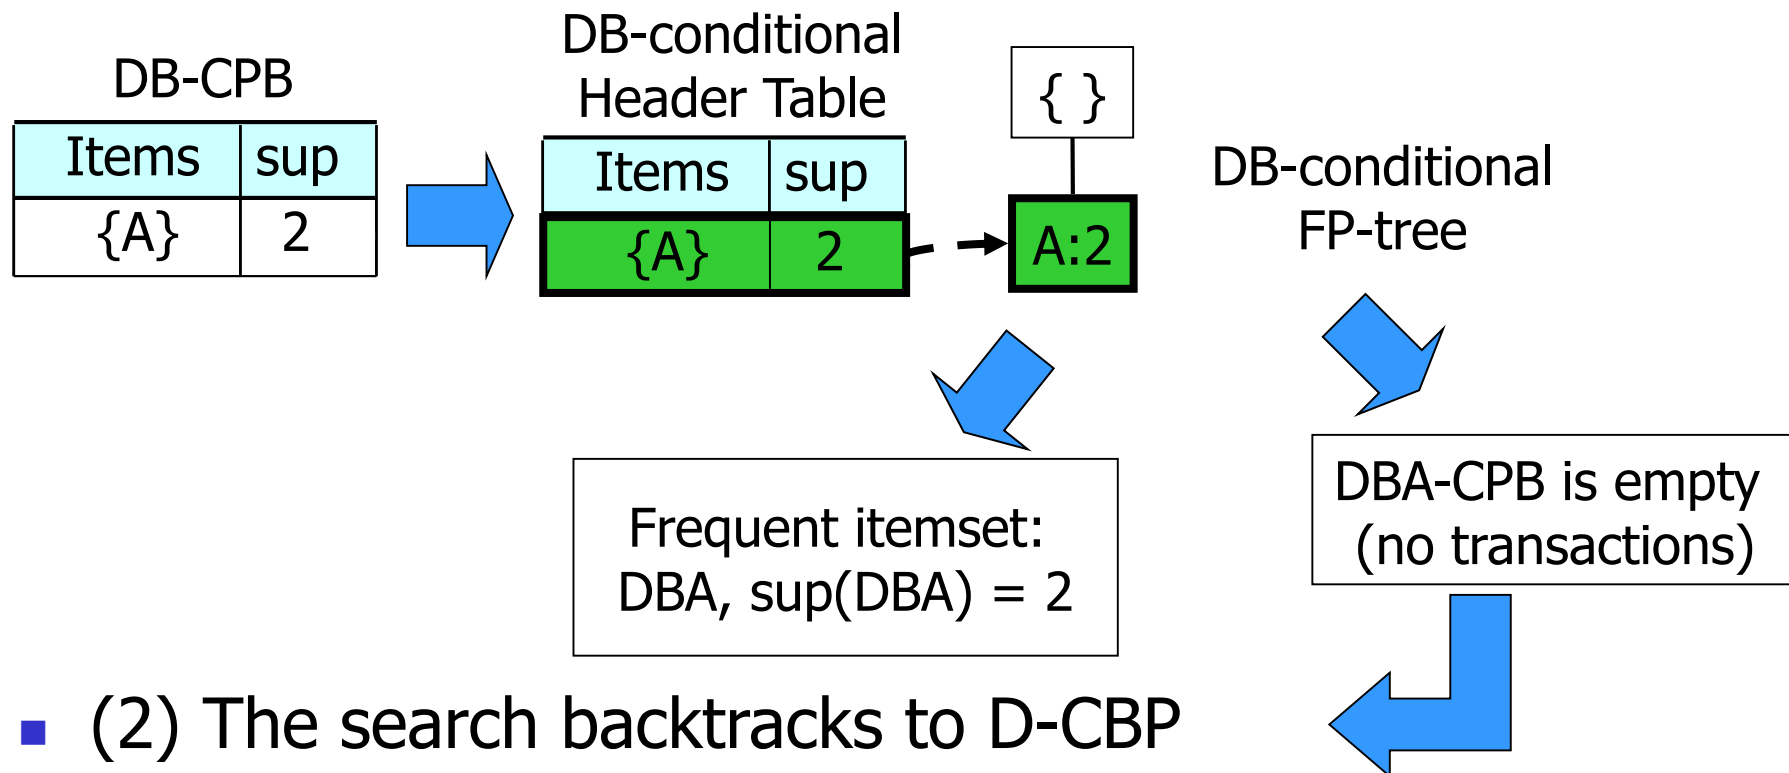 DB-CPB
Items sup
{A} 2
DB-conditional
Header Table
Items sup
{A} 2
{ }
A:2
DB-conditional
FP-tree
Frequent itemset:
DBA, sup(DBA) = 2
DBA-CPB is empty
(no transactions)
(2) The search backtracks to D-CBP